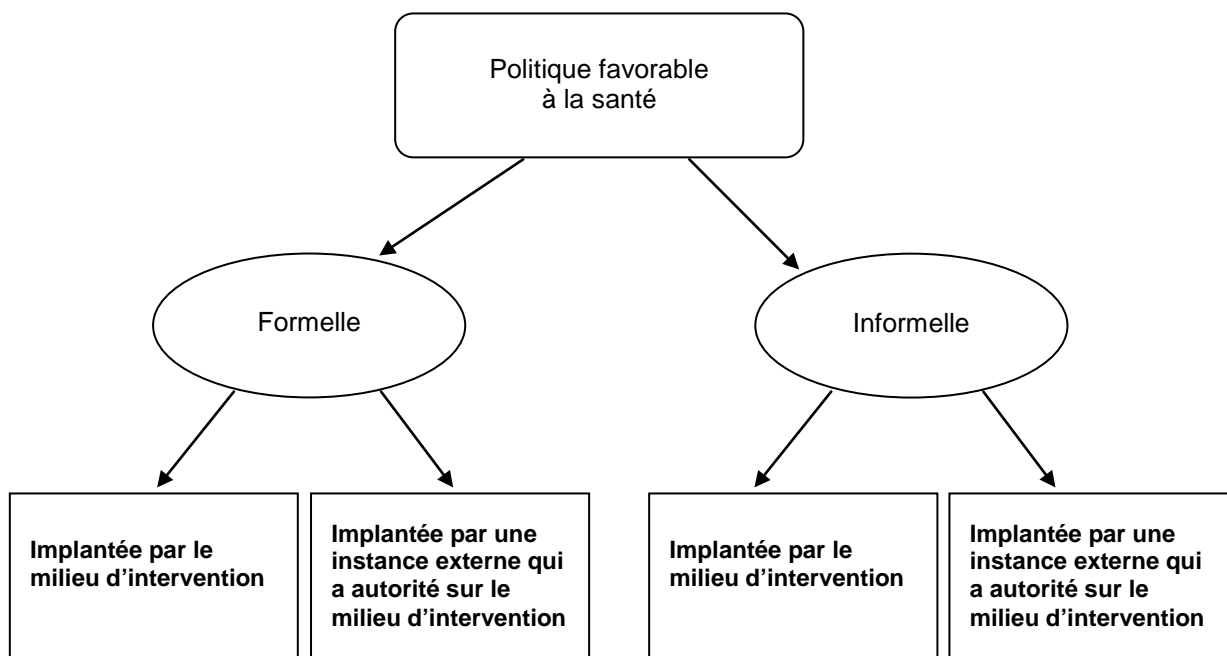 Politique favorable
à la santé
Formelle
Informelle
Implantée par le
milieu d’intervention
Implantée par une
instance externe qui
a autorité sur le
milieu d’intervention
Implantée par le
milieu d’intervention
Implantée par une
instance externe qui
a autorité sur le
milieu d’intervention